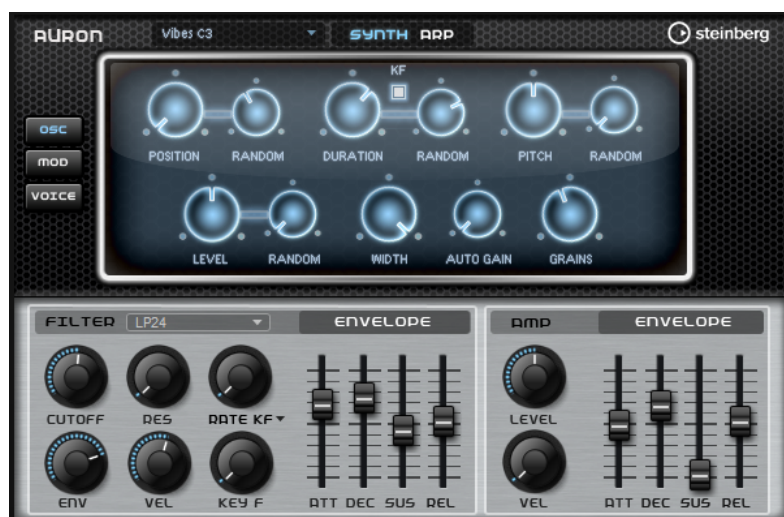 AURON Vibes C3 SYNTH ARP steinberg
KF
OSC
MOD
VOICE
POSITION RANDOM DURATION RANDOM PITCH RANDOM
LEVEL RANDOM WIDTH AUTO GAIN GRAINS
FILTER LP24 ENVELOPE AMP ENVELOPE
CUTOFF RES RATE KF LEVEL
ENV VEL KEY F ATT DEC SUS REL VEL ATT DEC SUS REL